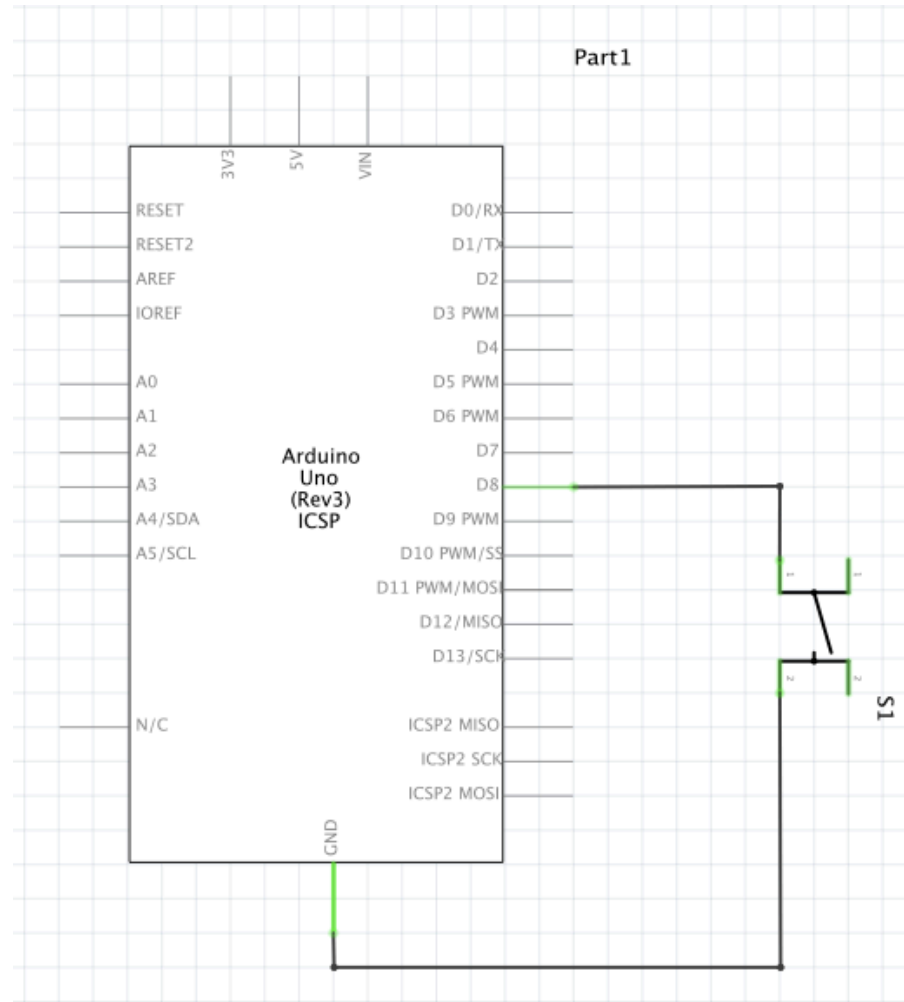 Part1
3V3
5V
VIN
RESET
D0/RX
RESET2
D1/TX
AREF
D2
IOREF
D3 PWM
D4
A0
D5 PWM
A1
D6 PWM
A2
D7
Arduino
Uno
(Rev3)
ICSP
A3
D8
A4/SDA
D9 PWM
A5/SCL
D10 PWM/SS
D11 PWM/MOSI
D12/MISO
D13/SCK
1
1
2
2
S1
N/C
ICSP2 MISO
ICSP2 SCK
ICSP2 MOSI
GND